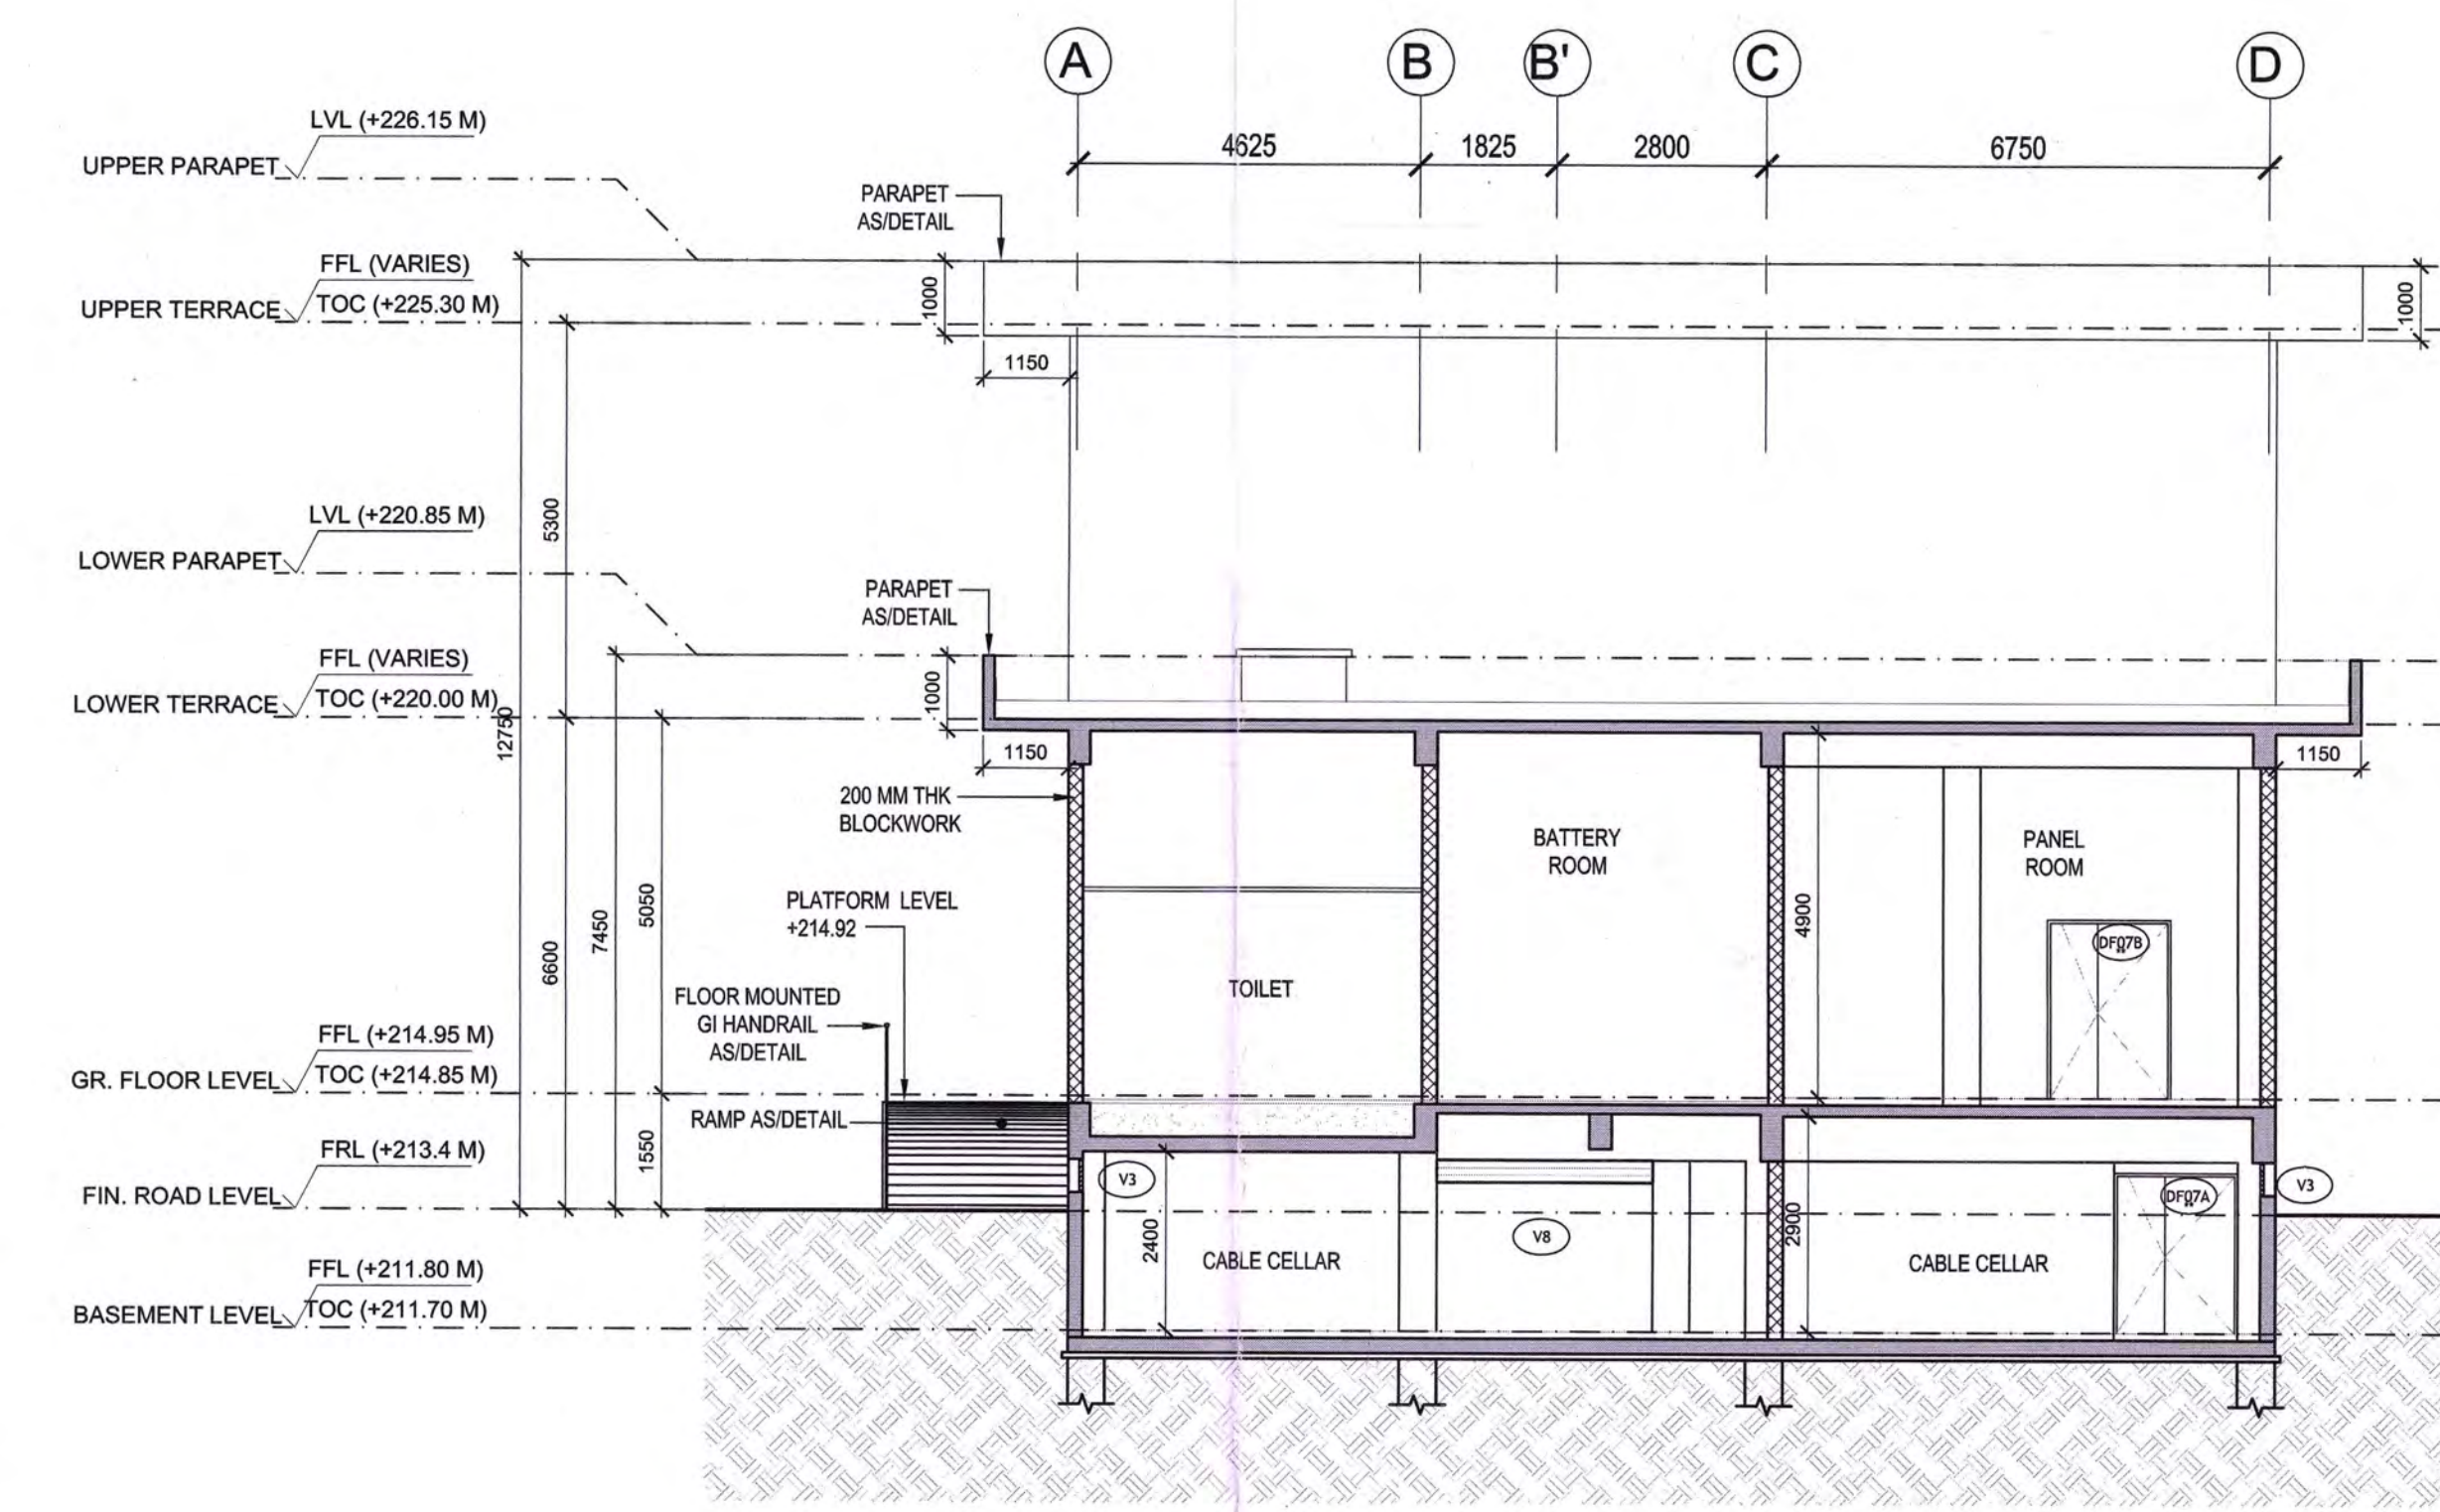 A
B
B'
C
D
4625
1825
2800
6750
LVL (+226.15 M)
UPPER PARAPET
PARAPET
AS/DETAIL
FFL (VARIES)
UPPER TERRACE
TOC (+225.30 M)
1000
1000
1150
5300
LVL (+220.85 M)
LOWER PARAPET
PARAPET
AS/DETAIL
FFL (VARIES)
LOWER TERRACE
TOC (+220.00 M)
12750
1000
1150
1150
200 MM THK
BLOCKWORK
BATTERY
ROOM
PANEL
ROOM
PLATFORM LEVEL
+214.92
6600
7450
5050
4900
DF07B
TOILET
FLOOR MOUNTED
GI HANDRAIL
AS/DETAIL
FFL (+214.95 M)
GR. FLOOR LEVEL
TOC (+214.85 M)
RAMP AS/DETAIL
1550
FRL (+213.4 M)
FIN. ROAD LEVEL
V3
V8
DF07A
V3
2400
2900
CABLE CELLAR
CABLE CELLAR
FFL (+211.80 M)
BASEMENT LEVEL
TOC (+211.70 M)